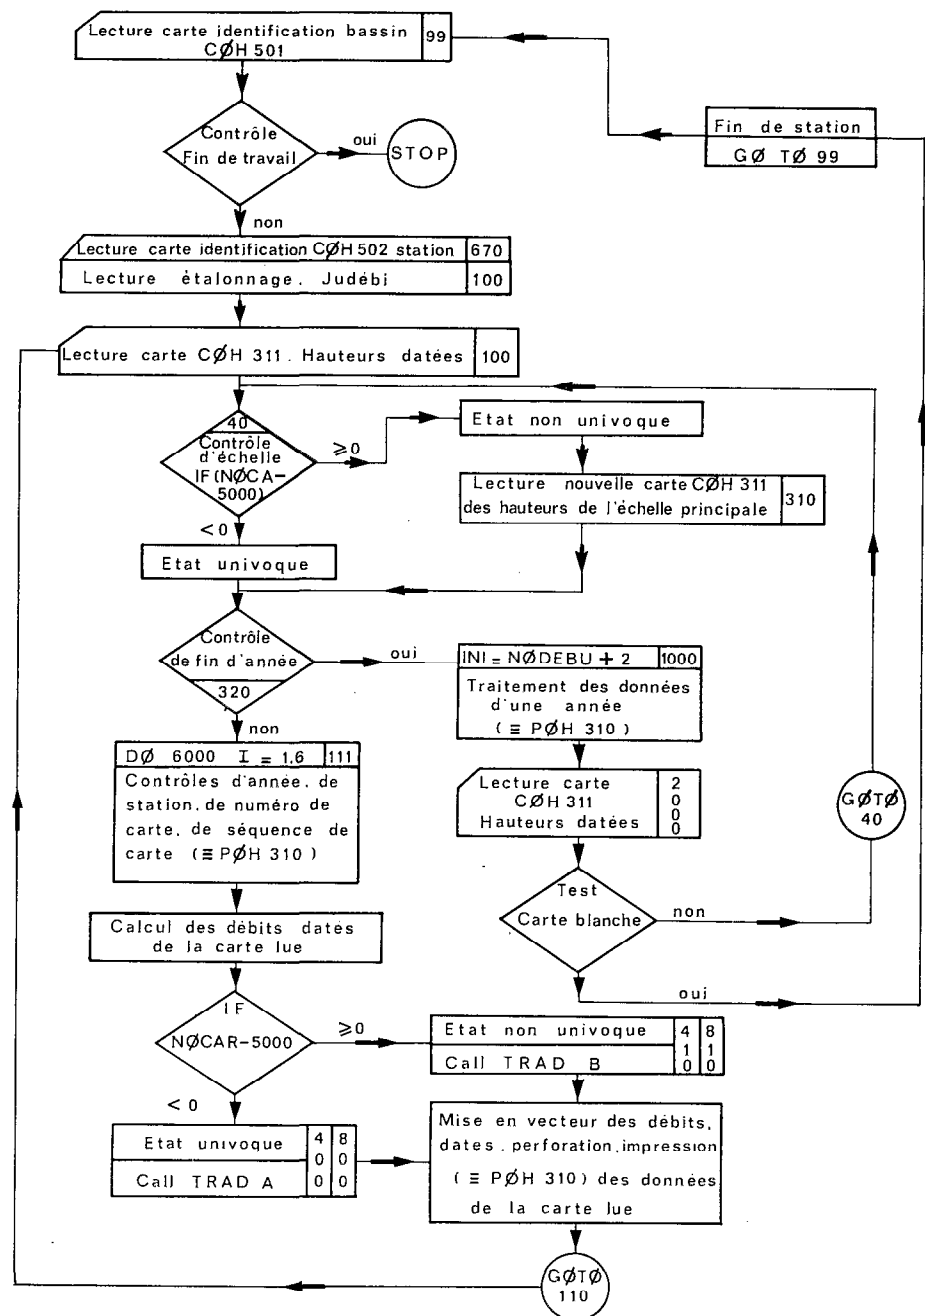 Lecture carte identification bassin
CØH 501
99
Contrôle
Fin de travail
oui
STOP
non
Fin de station
GØ TØ 99
Lecture carte identification CØH 502 station
670
Lecture étalonnage. Judébi
100
Lecture carte CØH 311. Hauteurs datées
100
40
Contrôle
d'échelle
IF(NØCA-
5000)
≥0
Etat non univoque
Lecture nouvelle carte CØH 311
des hauteurs de l'échelle principale
310
<0
Etat univoque
Contrôle
de fin d'année
320
oui
INI = NØDEBU + 2
1000
Traitement des données
d'une année
(≡ PØH 310)
non
DØ 6000 I = 1.6
111
Contrôles d'année, de
station, de numéro de
carte, de séquence de
carte (≡ PØH 310)
Lecture carte
CØH 311
Hauteurs datées
2
0
0
0
GØTØ
40
Test
Carte blanche
non
oui
Calcul des débits datés
de la carte lue
IF
NØCAR-5000
≥0
Etat non univoque
Call TRAD B
4 8
1 1
0 0
<0
Etat univoque
Call TRAD A
4 8
0 0
0 0
Mise en vecteur des débits,
dates, perforation, impression
(≡ PØH 310) des données
de la carte lue
GØTØ
110